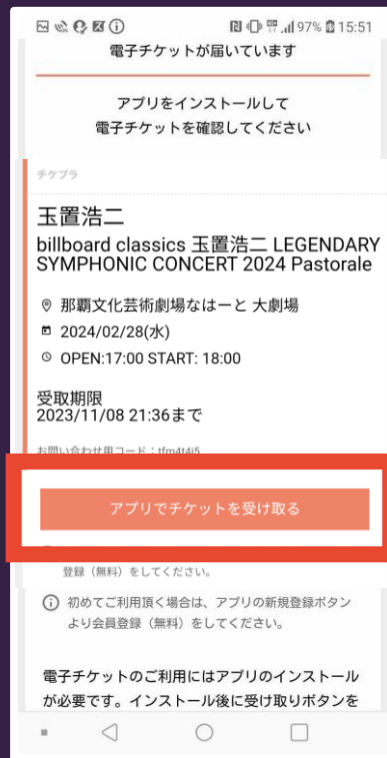 97% 15:51
電子チケットが届いています
アプリをインストールして
電子チケットを確認してください
チケプラ
玉置浩二
billboard classics 玉置浩二 LEGENDARY
SYMPHONIC CONCERT 2024 Pastorale
那覇文化芸術劇場なはーと 大劇場
2024/02/28(水)
OPEN:17:00 START: 18:00
受取期限
2023/11/08 21:36まで
お問い合わせ用コード:
アプリでチケットを受け取る
登録(無料)をしてください。
初めてご利用頂く場合は、アプリの新規登録ボタン
より会員登録(無料)をしてください。
電子チケットのご利用にはアプリのインストール
が必要です。インストール後に受け取りボタンを